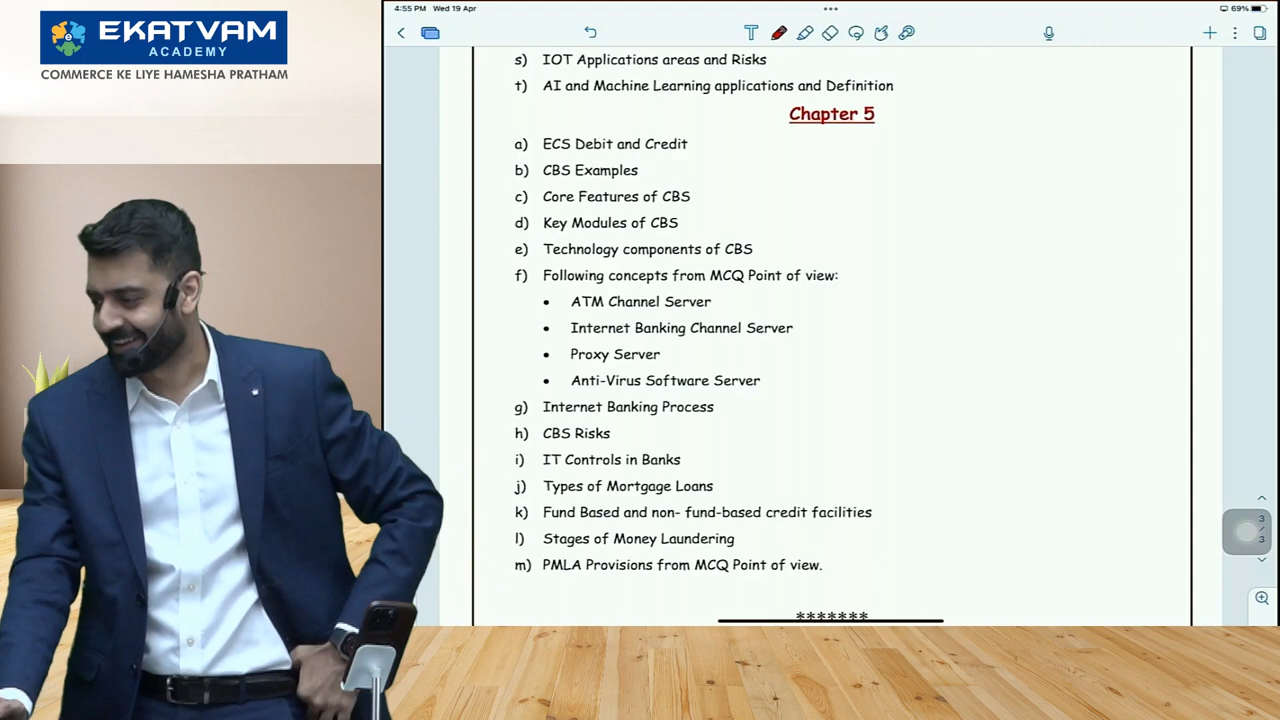 EKATVAM
ACADEMY
COMMERCE KE LIYE HAMESHA PRATHAM
4:55 PM Wed 19 Apr
69%
s) IOT Applications areas and Risks
t) AI and Machine Learning applications and Definition
Chapter 5
a) ECS Debit and Credit
b) CBS Examples
c) Core Features of CBS
d) Key Modules of CBS
e) Technology components of CBS
f) Following concepts from MCQ Point of view:
• ATM Channel Server
• Internet Banking Channel Server
• Proxy Server
• Anti-Virus Software Server
g) Internet Banking Process
h) CBS Risks
i) IT Controls in Banks
j) Types of Mortgage Loans
k) Fund Based and non- fund-based credit facilities
l) Stages of Money Laundering
m) PMLA Provisions from MCQ Point of view.
*******
3
/
3